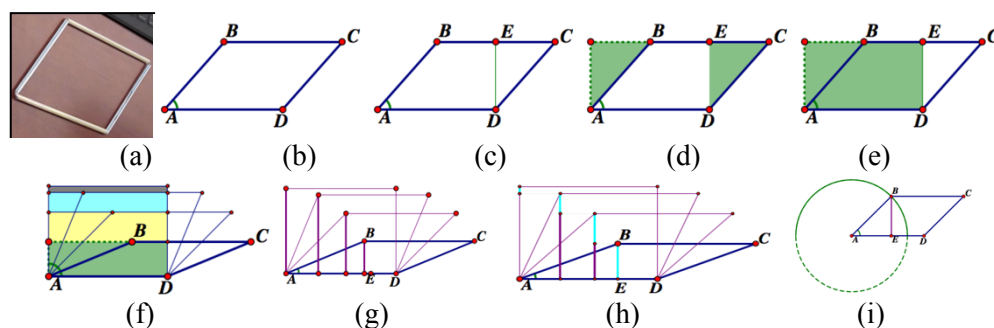 B C A D
B E C A D
B E C A D
B E C A D
(a) (b) (c) (d) (e)
B C A D
B C A E D
B C A E D
B C A E D
(f) (g) (h) (i)